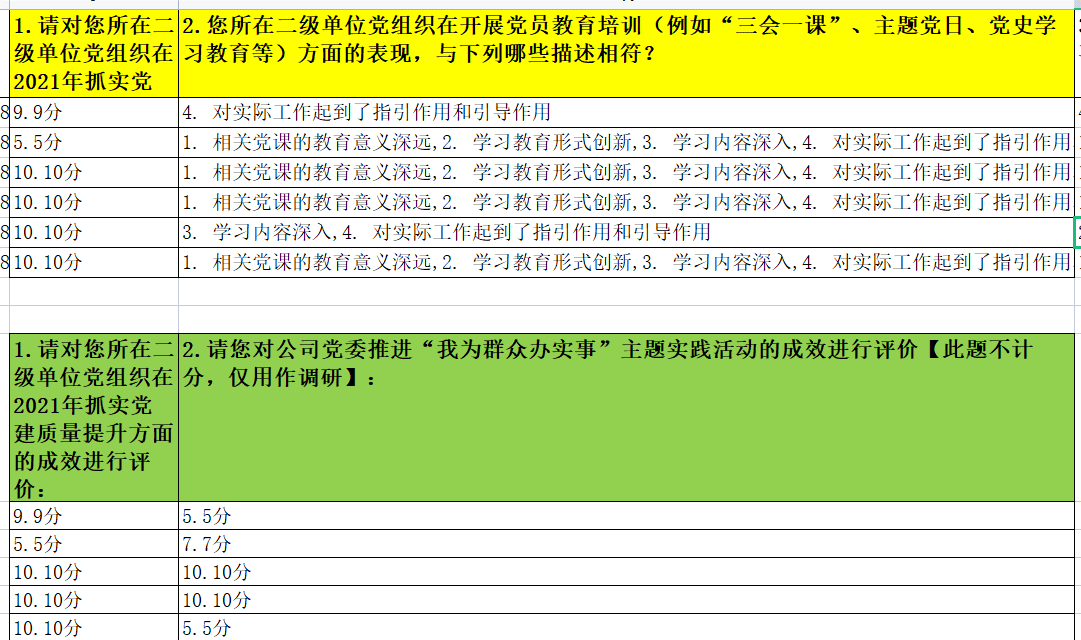 1.请对您所在二
级单位党组织在
2021年抓实党
2.您所在二级单位党组织在开展党员教育培训（例如“三会一课”、主题党日、党史学
习教育等）方面的表现，与下列哪些描述相符？
8 9.9分 4. 对实际工作起到了指引作用和引导作用
8 5.5分 1. 相关党课的教育意义深远,2. 学习教育形式创新,3. 学习内容深入,4. 对实际工作起到了指引作用
8 10.10分 1. 相关党课的教育意义深远,2. 学习教育形式创新,3. 学习内容深入,4. 对实际工作起到了指引作用
8 10.10分 1. 相关党课的教育意义深远,2. 学习教育形式创新,3. 学习内容深入,4. 对实际工作起到了指引作用
8 10.10分 3. 学习内容深入,4. 对实际工作起到了指引作用和引导作用
8 10.10分 1. 相关党课的教育意义深远,2. 学习教育形式创新,3. 学习内容深入,4. 对实际工作起到了指引作用
1.请对您所在二
级单位党组织在
2021年抓实党
建质量提升方面
的成效进行评
价：
2.请您对公司党委推进“我为群众办实事”主题实践活动的成效进行评价【此题不计
分，仅用作调研】：
9.9分 5.5分
5.5分 7.7分
10.10分 10.10分
10.10分 10.10分
10.10分 5.5分